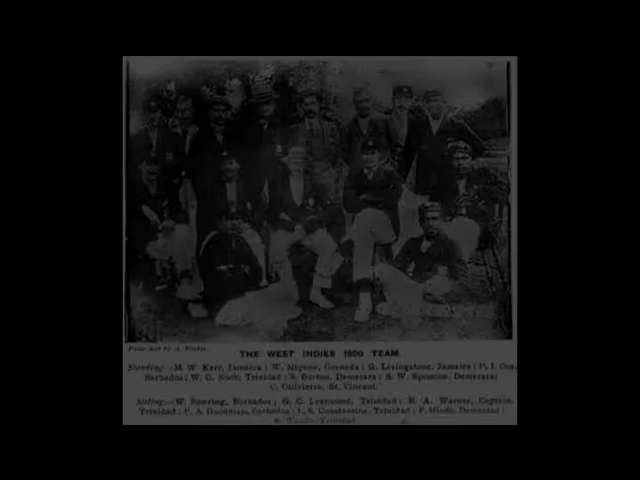 THE WEST INDIES 1900 TEAM.
Standing.—M. W. Kerr, Jamaica; W. Mignon, Grenada; G. Livingstone, Jamaica; P. I. Cox,
Barbados; W. C. Nock; Trinidad; S. Burton, Demerara; S. W. Sproston, Demerara;
C. Ollivierre, St. Vincent.
Sitting.—(W. Bowring, Barbados; G. C. Learmond, Trinidad; R. A. Warner, Captain,
Trinidad; P. A. Goodman, Barbados; L. S. Constantine, Trinidad; F. Hinds, Demerara;
Trinidad